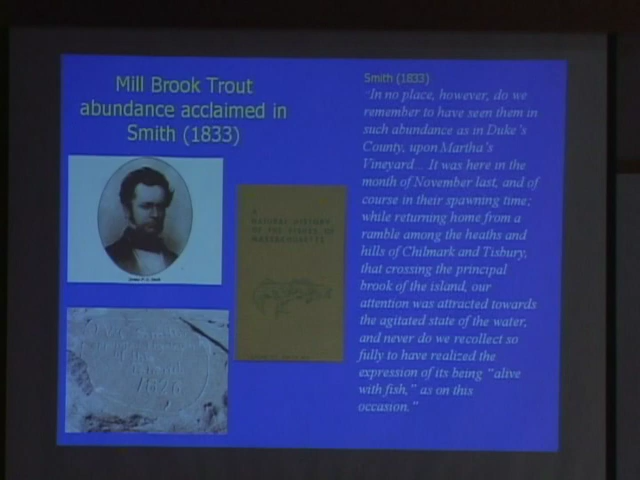 Mill Brook Trout
abundance acclaimed in
Smith (1833)
Smith (1833)
"In no place, however, do we
remember to have seen them in
such abundance as in Duke's
County, upon Martha's
Vineyard... It was here in the
month of November last, and of
course in their spawning time;
while returning home from a
ramble among the heaths and
hills of Chilmark and Tisbury,
that crossing the principal
brook of the island, our
attention was attracted towards
the agitated state of the water,
and never do we recollect so
fully to have realized the
expression of its being "alive
with fish," as on this
occasion."
A
NATURAL HISTORY
OF THE FISHES OF
MASSACHUSETTS
Smith
Island